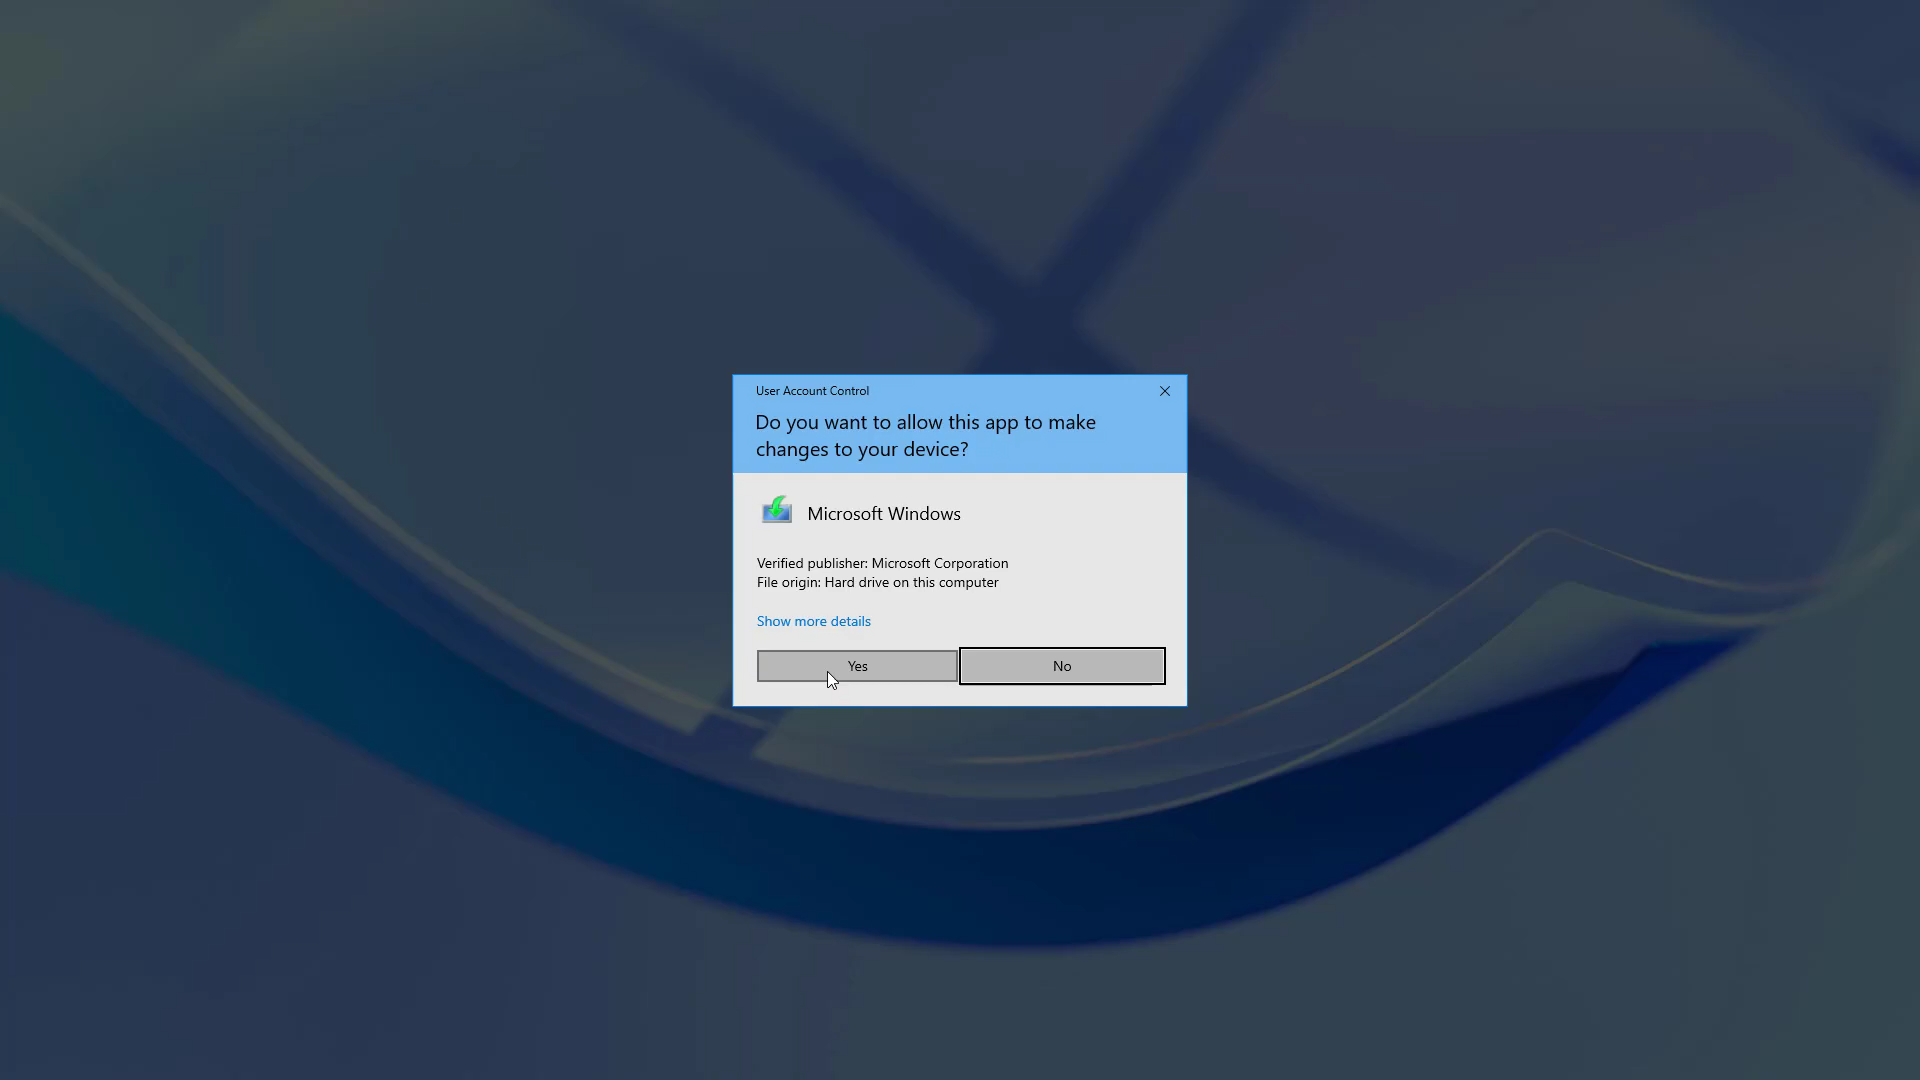 User Account Control
Do you want to allow this app to make
changes to your device?
Microsoft Windows
Verified publisher: Microsoft Corporation
File origin: Hard drive on this computer
Show more details
Yes
No